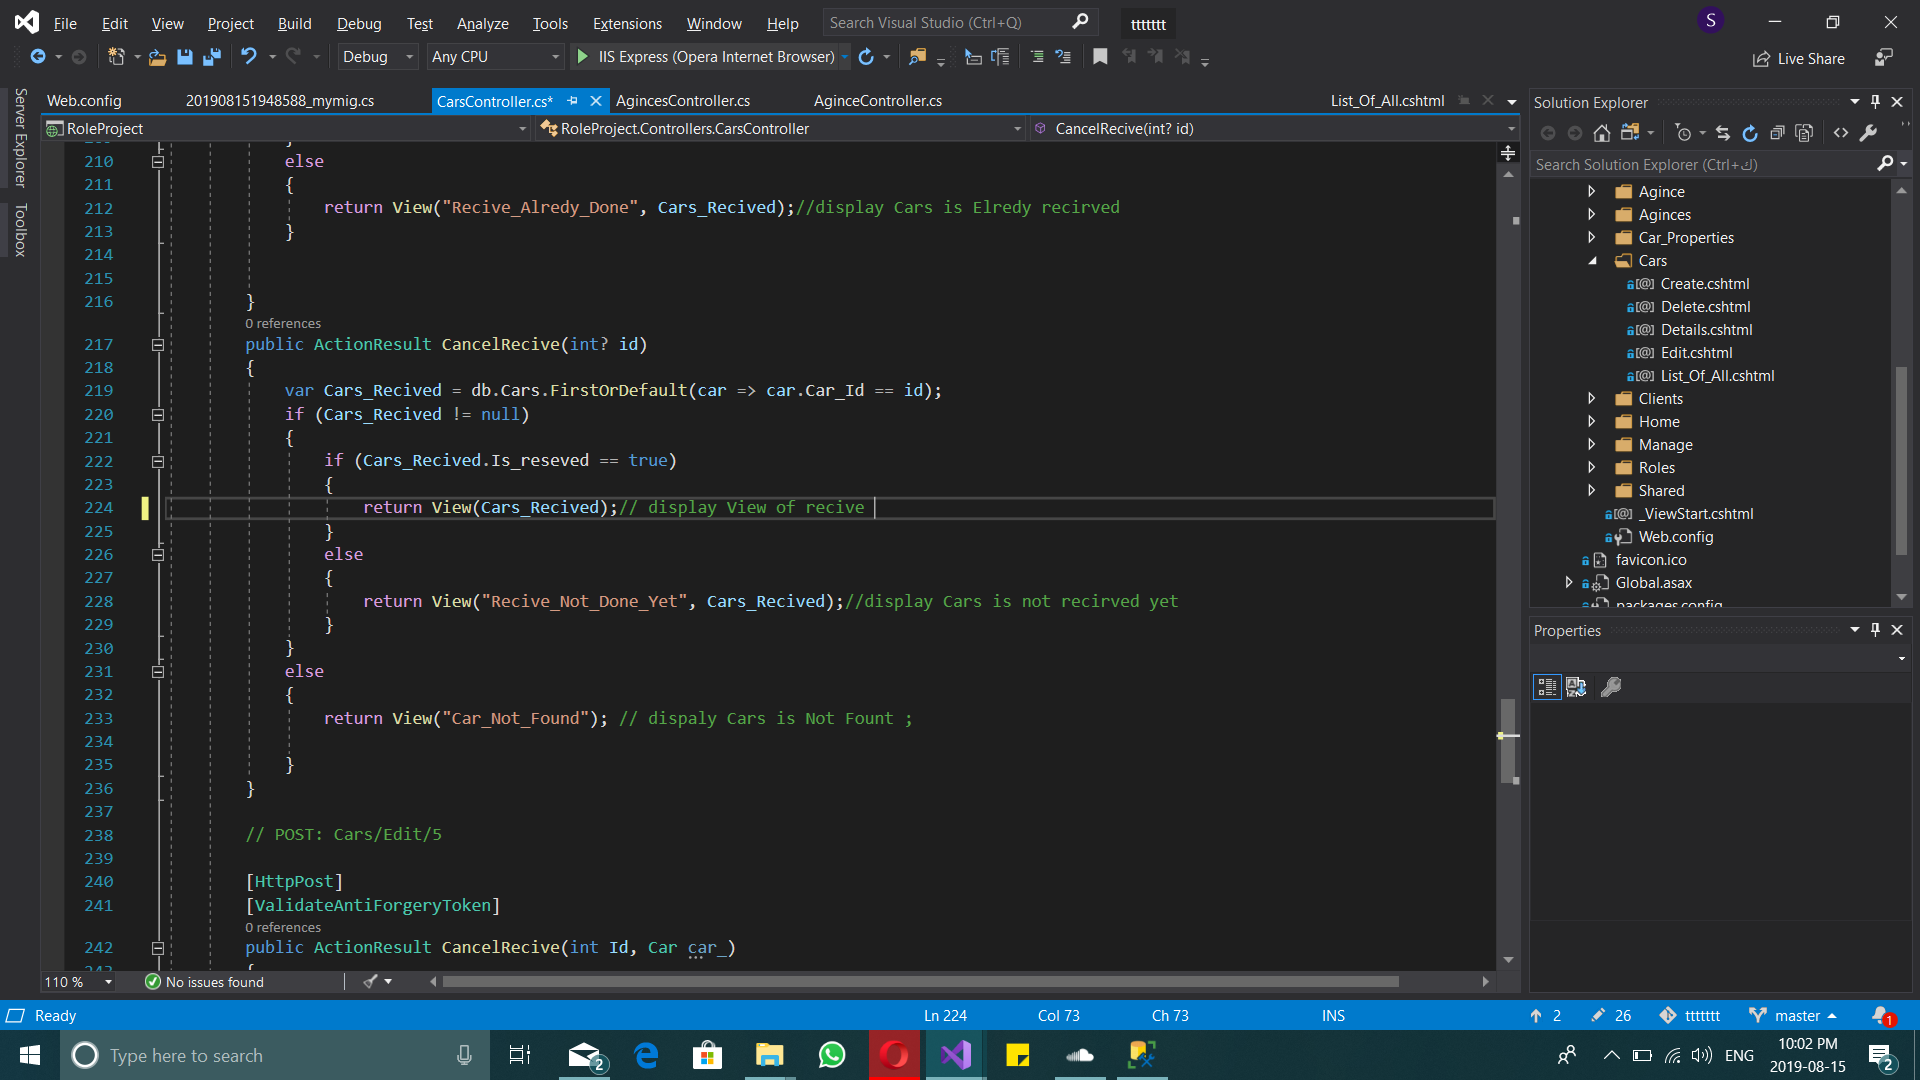 File Edit View Project Build Debug Test Analyze Tools Extensions Window Help Search Visual Studio (Ctrl+Q) ttttttt S
Debug Any CPU IIS Express (Opera Internet Browser) Live Share
Server Explorer
Toolbox
Web.config 201908151948588_mymig.cs CarsController.cs* AgincesController.cs AginceController.cs List_Of_All.cshtml
RoleProject RoleProject.Controllers.CarsController CancelRecive(int? id)
210 else
211 {
212 return View("Recive_Alredy_Done", Cars_Recived);//display Cars is Elredy recirved
213 }
214
215
216 }
0 references
217 public ActionResult CancelRecive(int? id)
218 {
219 var Cars_Recived = db.Cars.FirstOrDefault(car => car.Car_Id == id);
220 if (Cars_Recived != null)
221 {
222 if (Cars_Recived.Is_reseved == true)
223 {
224 return View(Cars_Recived);// display View of recive
225 }
226 else
227 {
228 return View("Recive_Not_Done_Yet", Cars_Recived);//display Cars is not recirved yet
229 }
230 }
231 else
232 {
233 return View("Car_Not_Found"); // dispaly Cars is Not Fount ;
234
235 }
236 }
237
238 // POST: Cars/Edit/5
239
240 [HttpPost]
241 [ValidateAntiForgeryToken]
0 references
242 public ActionResult CancelRecive(int Id, Car car_)
110 % No issues found
Solution Explorer
Search Solution Explorer (Ctrl+ك)
Agince
Aginces
Car_Properties
Cars
Create.cshtml
Delete.cshtml
Details.cshtml
Edit.cshtml
List_Of_All.cshtml
Clients
Home
Manage
Roles
Shared
_ViewStart.cshtml
Web.config
favicon.ico
Global.asax
packages.config
Properties
Ready Ln 224 Col 73 Ch 73 INS 2 26 ttttttt master 1
Type here to search 2 ENG 10:02 PM
2019-08-15 2